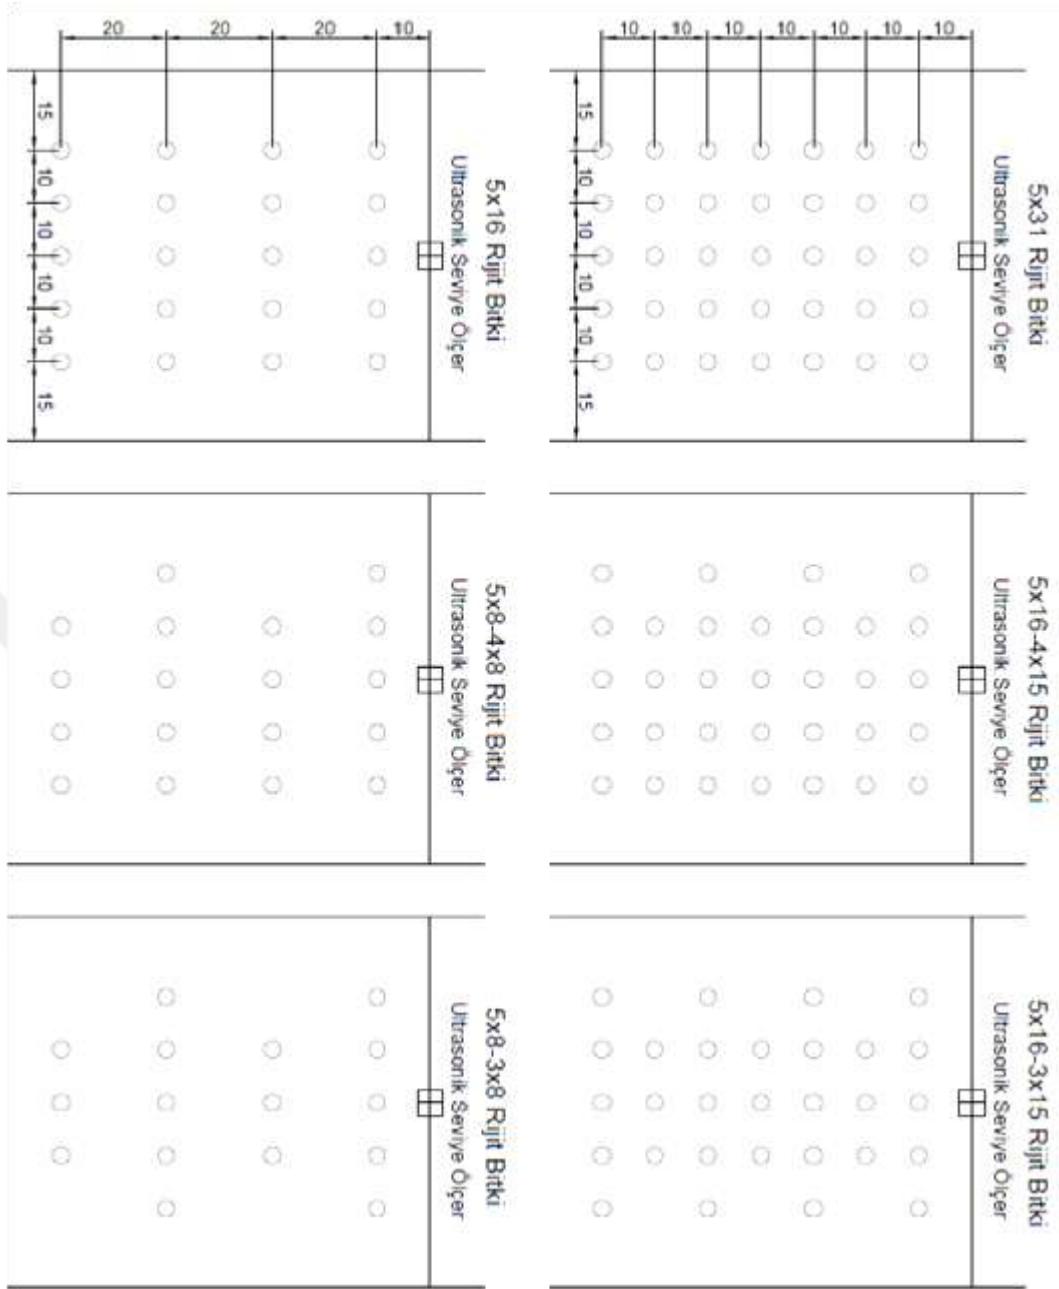 20
20
20
10
15
10
10
10
10
15
5x16 Rijit Bitki
Ultrasonik Seviye Ölçer
10
10
10
10
10
10
10
15
10
10
10
10
15
5x31 Rijit Bitki
Ultrasonik Seviye Ölçer
5x8-4x8 Rijit Bitki
Ultrasonik Seviye Ölçer
5x16-4x15 Rijit Bitki
Ultrasonik Seviye Ölçer
5x8-3x8 Rijit Bitki
Ultrasonik Seviye Ölçer
5x16-3x15 Rijit Bitki
Ultrasonik Seviye Ölçer